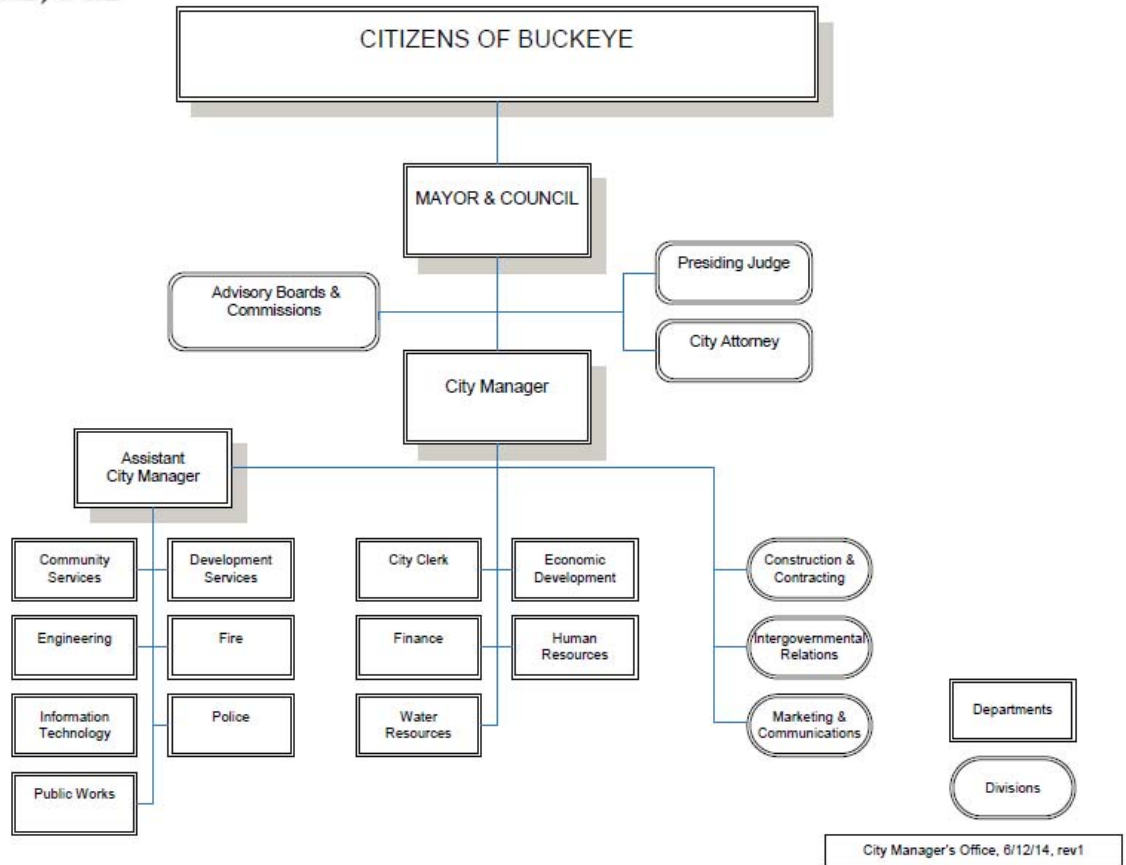 CITIZENS OF BUCKEYE
MAYOR & COUNCIL
Advisory Boards &
Commissions
Presiding Judge
City Attorney
City Manager
Assistant
City Manager
Community
Services
Development
Services
City Clerk
Economic
Development
Construction &
Contracting
Engineering
Fire
Finance
Human
Resources
Intergovernmental
Relations
Information
Technology
Police
Water
Resources
Marketing &
Communications
Public Works
Departments
Divisions
City Manager's Office, 6/12/14, rev1